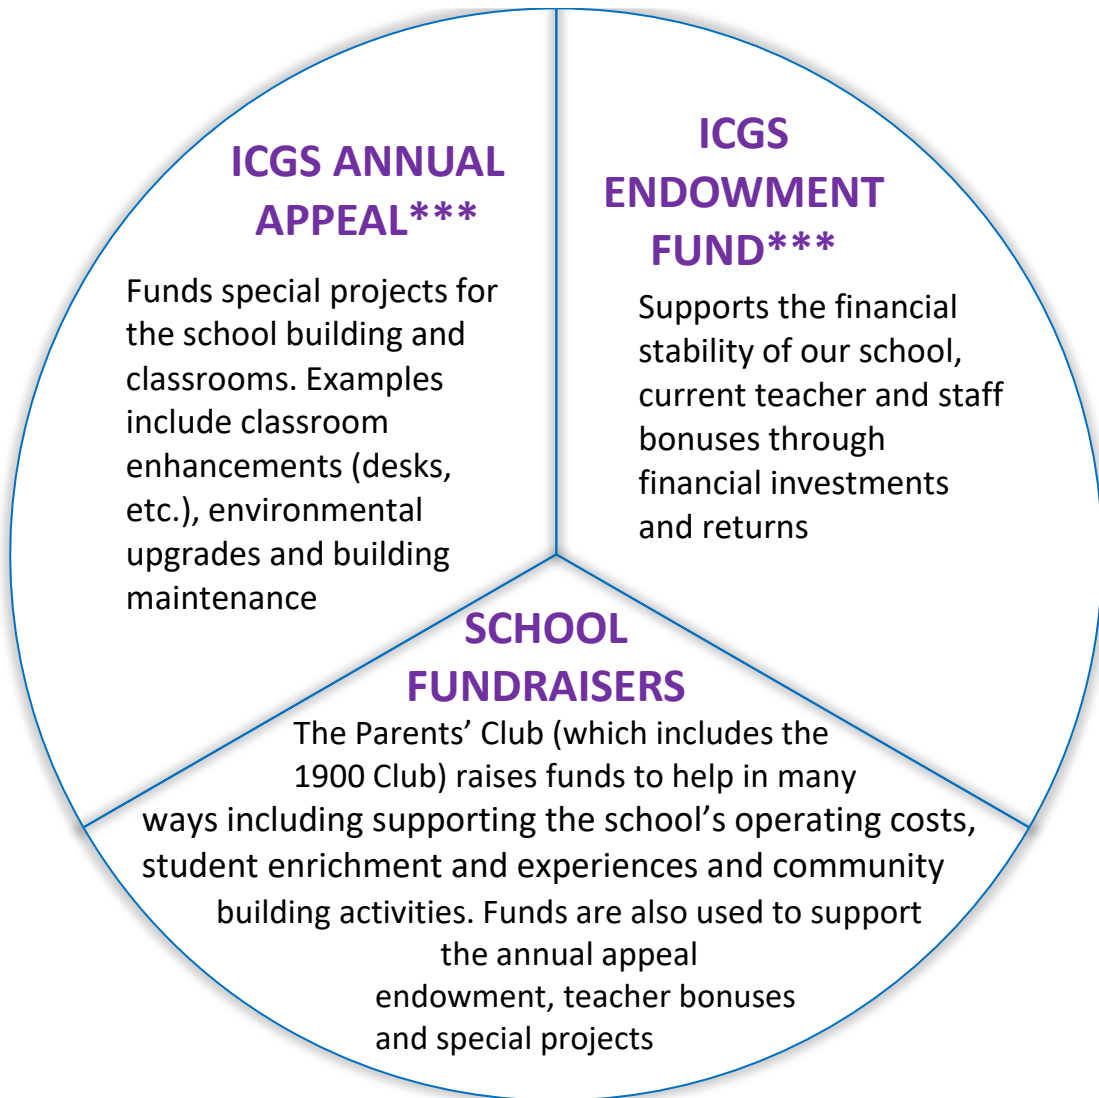 ICGS ANNUAL
APPEAL***
Funds special projects for
the school building and
classrooms. Examples
include classroom
enhancements (desks,
etc.), environmental
upgrades and building
maintenance
ICGS
ENDOWMENT
FUND***
Supports the financial
stability of our school,
current teacher and staff
bonuses through
financial investments
and returns
SCHOOL
FUNDRAISERS
The Parents’ Club (which includes the
1900 Club) raises funds to help in many
ways including supporting the school’s operating costs,
student enrichment and experiences and community
building activities. Funds are also used to support
the annual appeal
endowment, teacher bonuses
and special projects